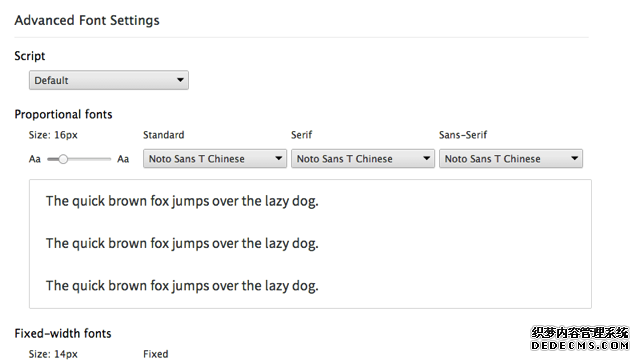 Advanced Font Settings
Script
Default
Proportional fonts
Size: 16px Standard Serif Sans-Serif
Aa Aa Noto Sans T Chinese Noto Sans T Chinese Noto Sans T Chinese
The quick brown fox jumps over the lazy dog.
The quick brown fox jumps over the lazy dog.
The quick brown fox jumps over the lazy dog.
Fixed-width fonts
Size: 14px Fixed
织梦内容管理系统
DEDECMS.COM